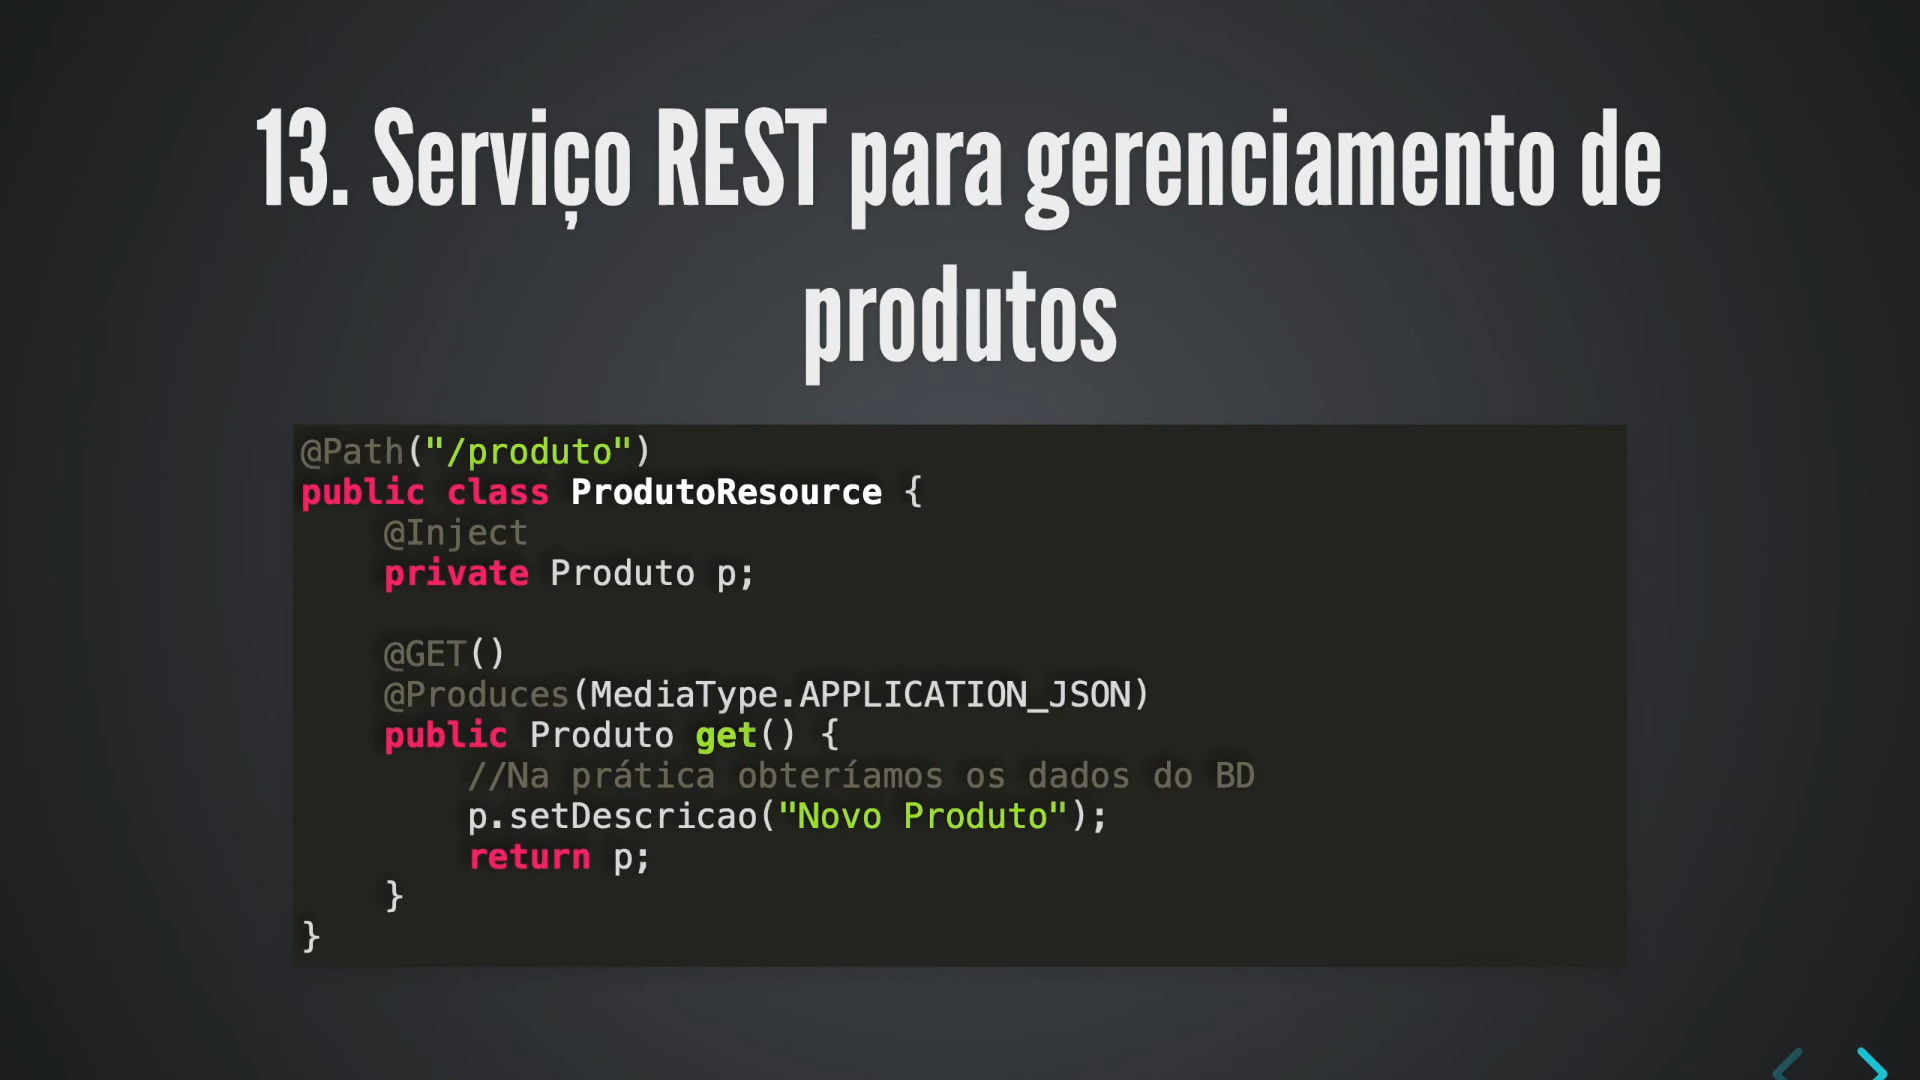 13. Serviço REST para gerenciamento de
produtos
@Path("/produto")
public class ProdutoResource {
    @Inject
    private Produto p;

    @GET()
    @Produces(MediaType.APPLICATION_JSON)
    public Produto get() {
        //Na prática obteríamos os dados do BD
        p.setDescricao("Novo Produto");
        return p;
    }
}